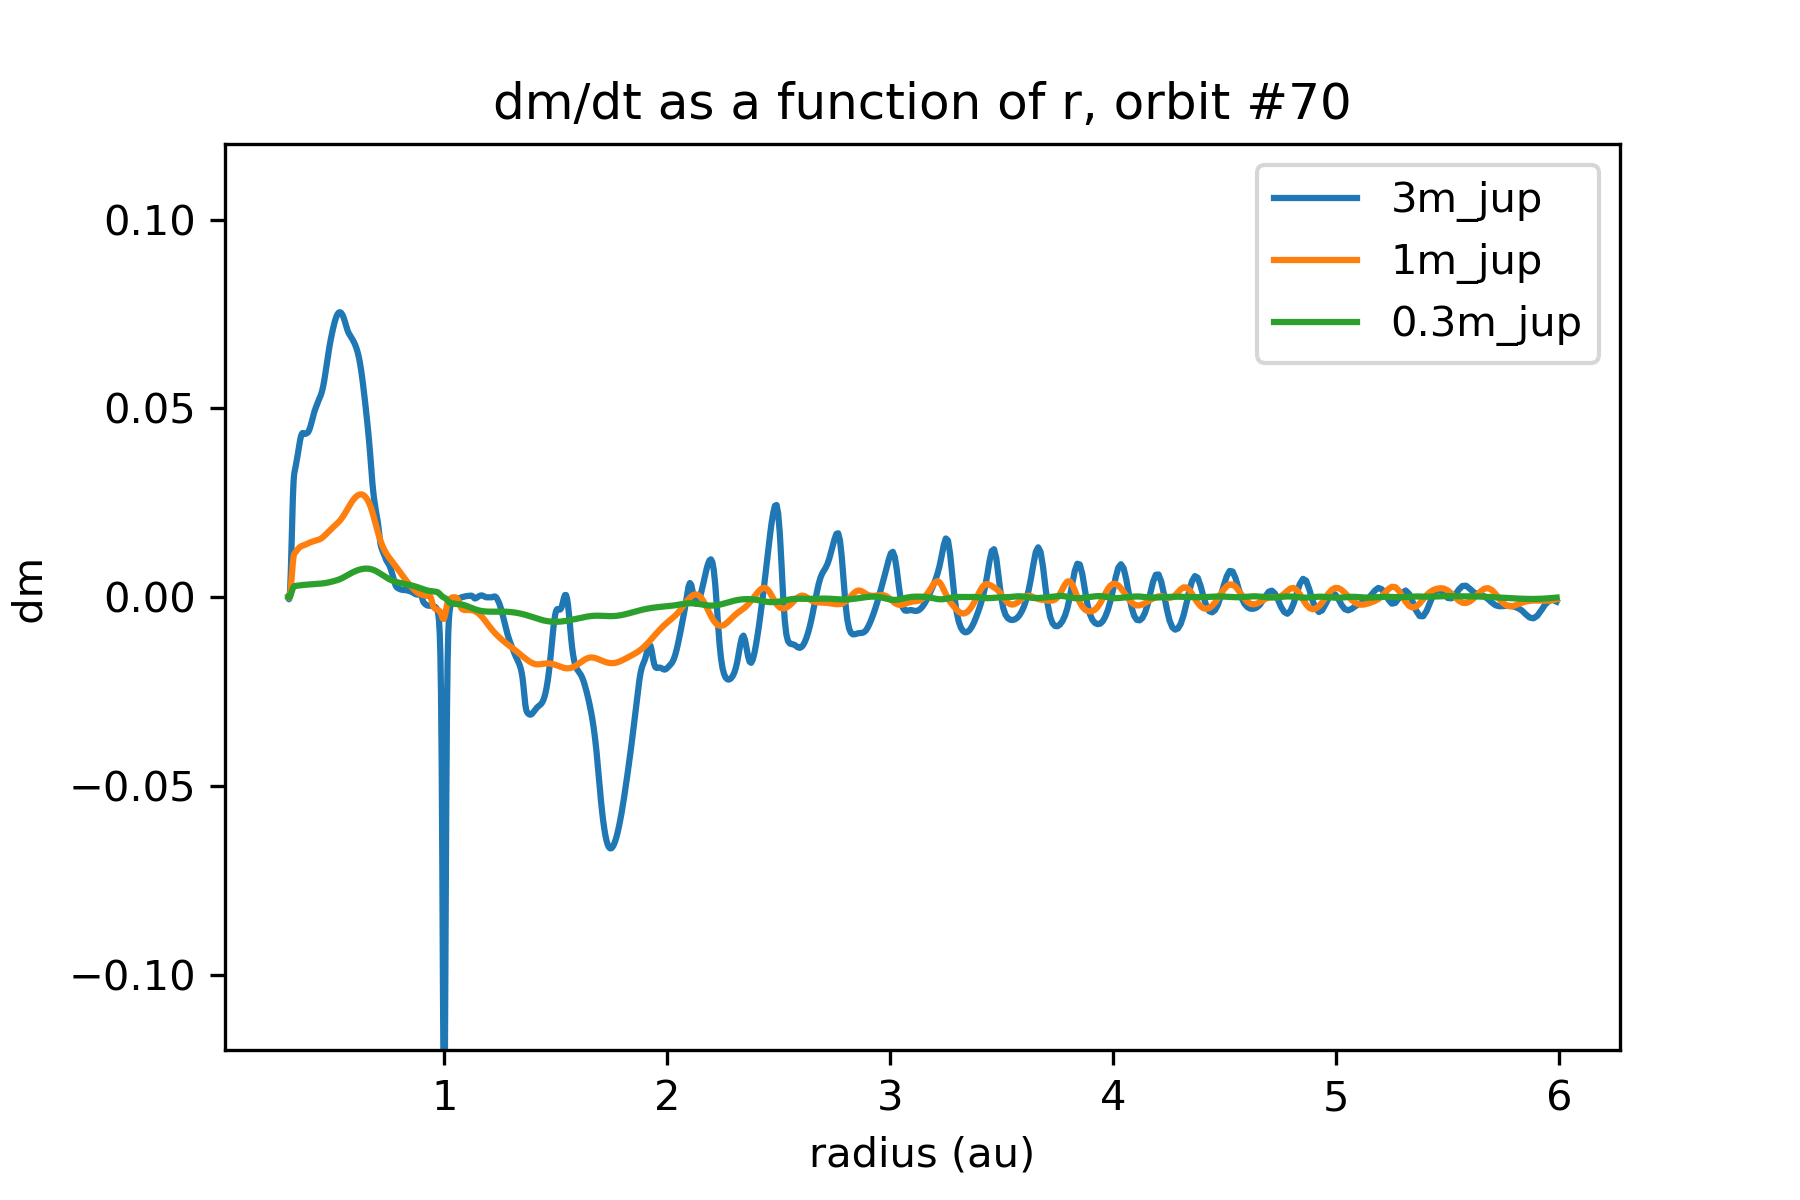 dm/dt as a function of r, orbit #70
3m_jup
1m_jup
0.3m_jup
0.10
0.05
0.00
−0.05
−0.10
dm
1 2 3 4 5 6
radius (au)